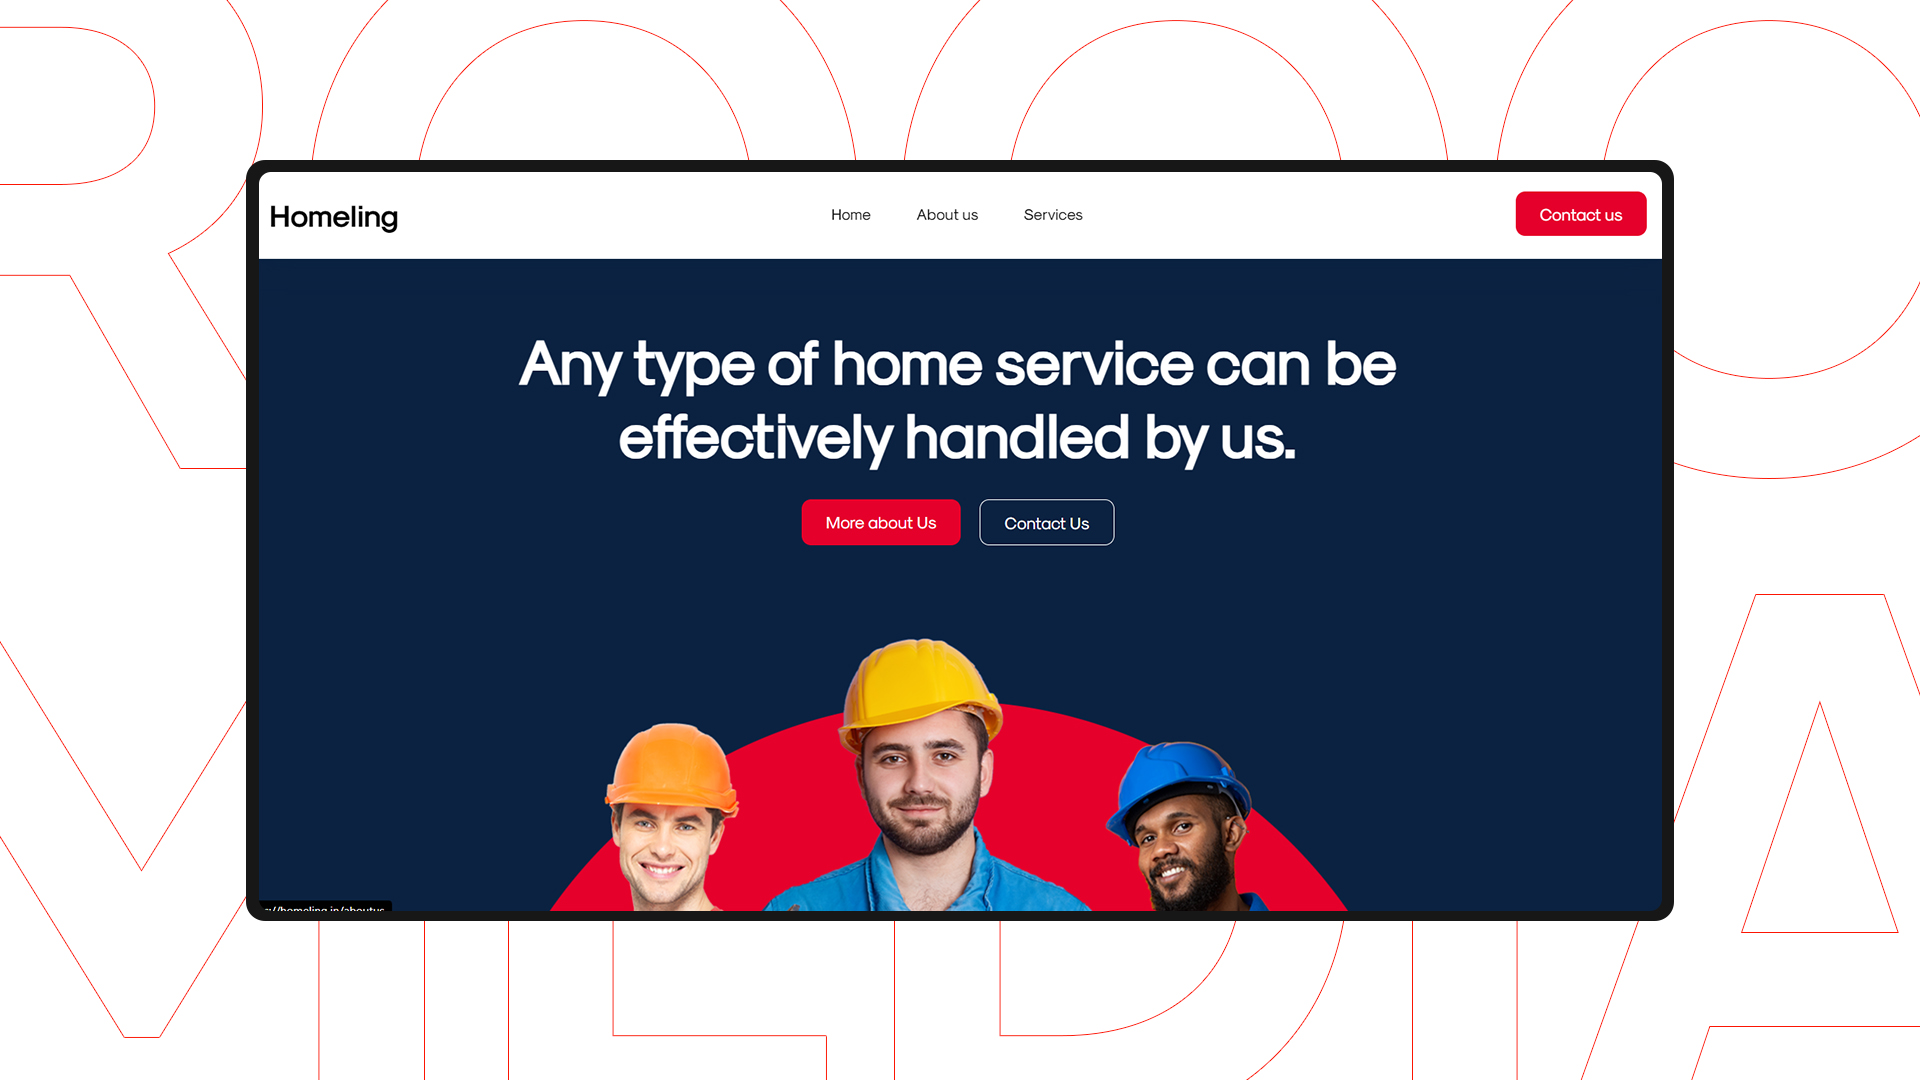 Homeling
Home
About us
Services
Contact us
Any type of home service can be
effectively handled by us.
More about Us
Contact Us
//homeling.in/aboutus
MEDIA